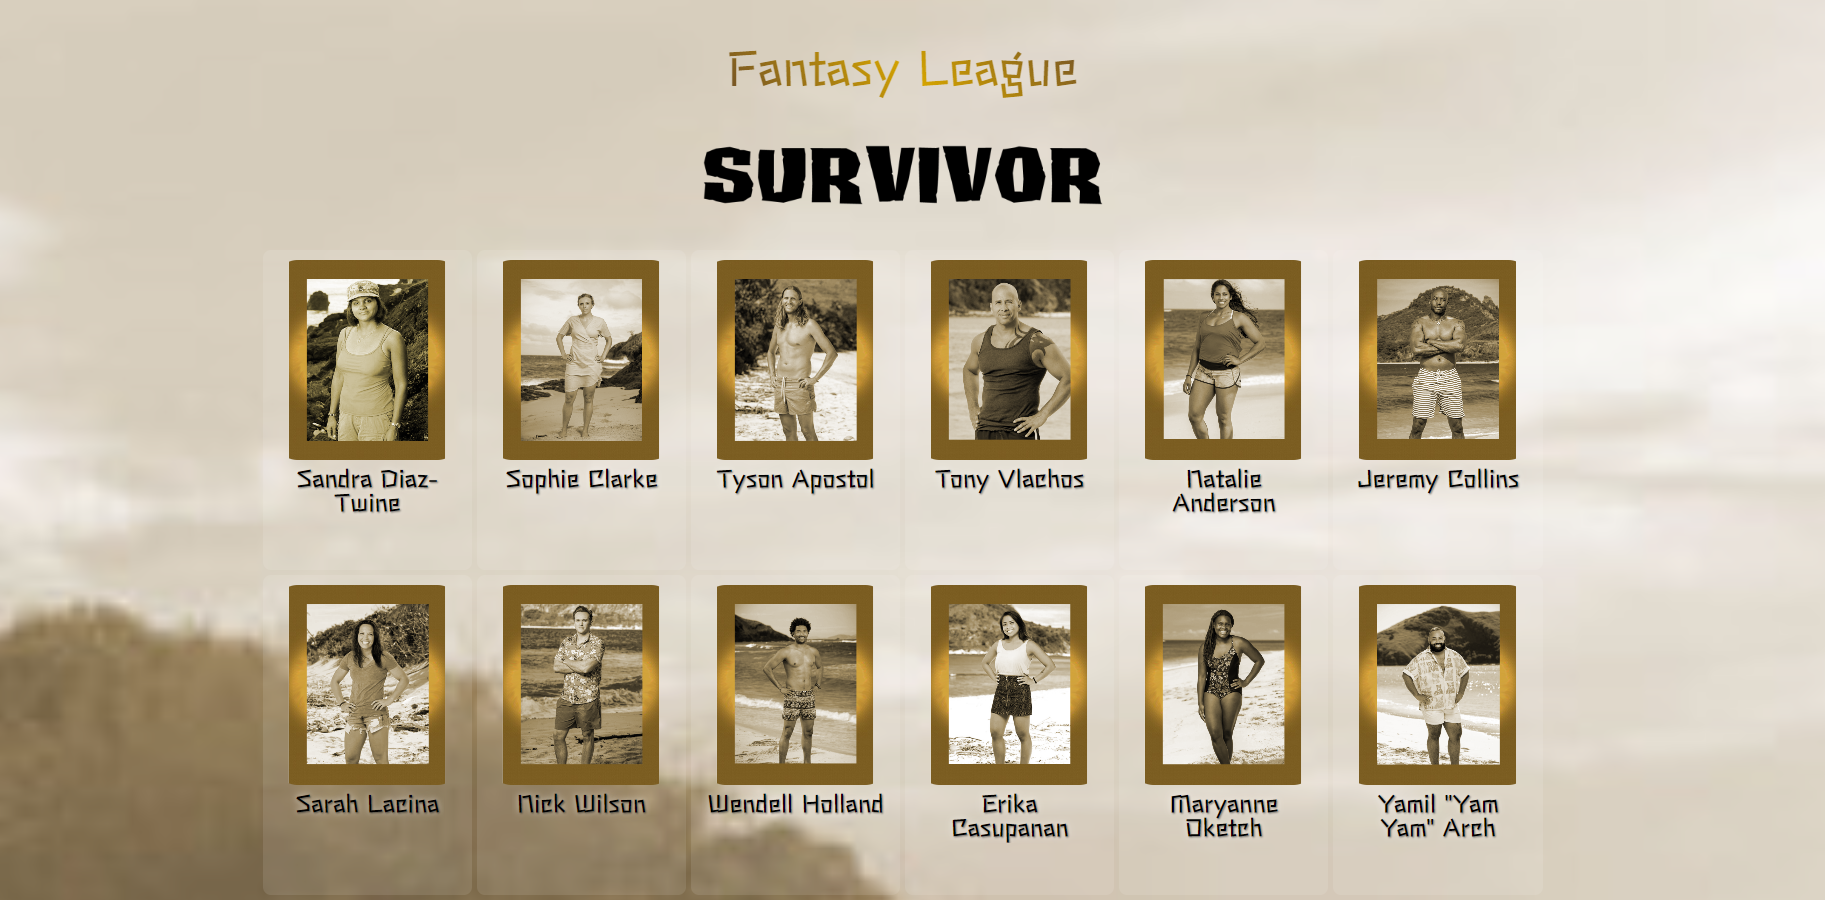 Fantasy League
SURVIVOR
Sandra Diaz-
Twine
Sophie Clarke
Tyson Apostol
Tony Vlachos
Natalie
Anderson
Jeremy Collins
Sarah Lacina
Nick Wilson
Wendell Holland
Erika
Casupanan
Maryanne
Oketch
Yamil "Yam
Yam" Arch